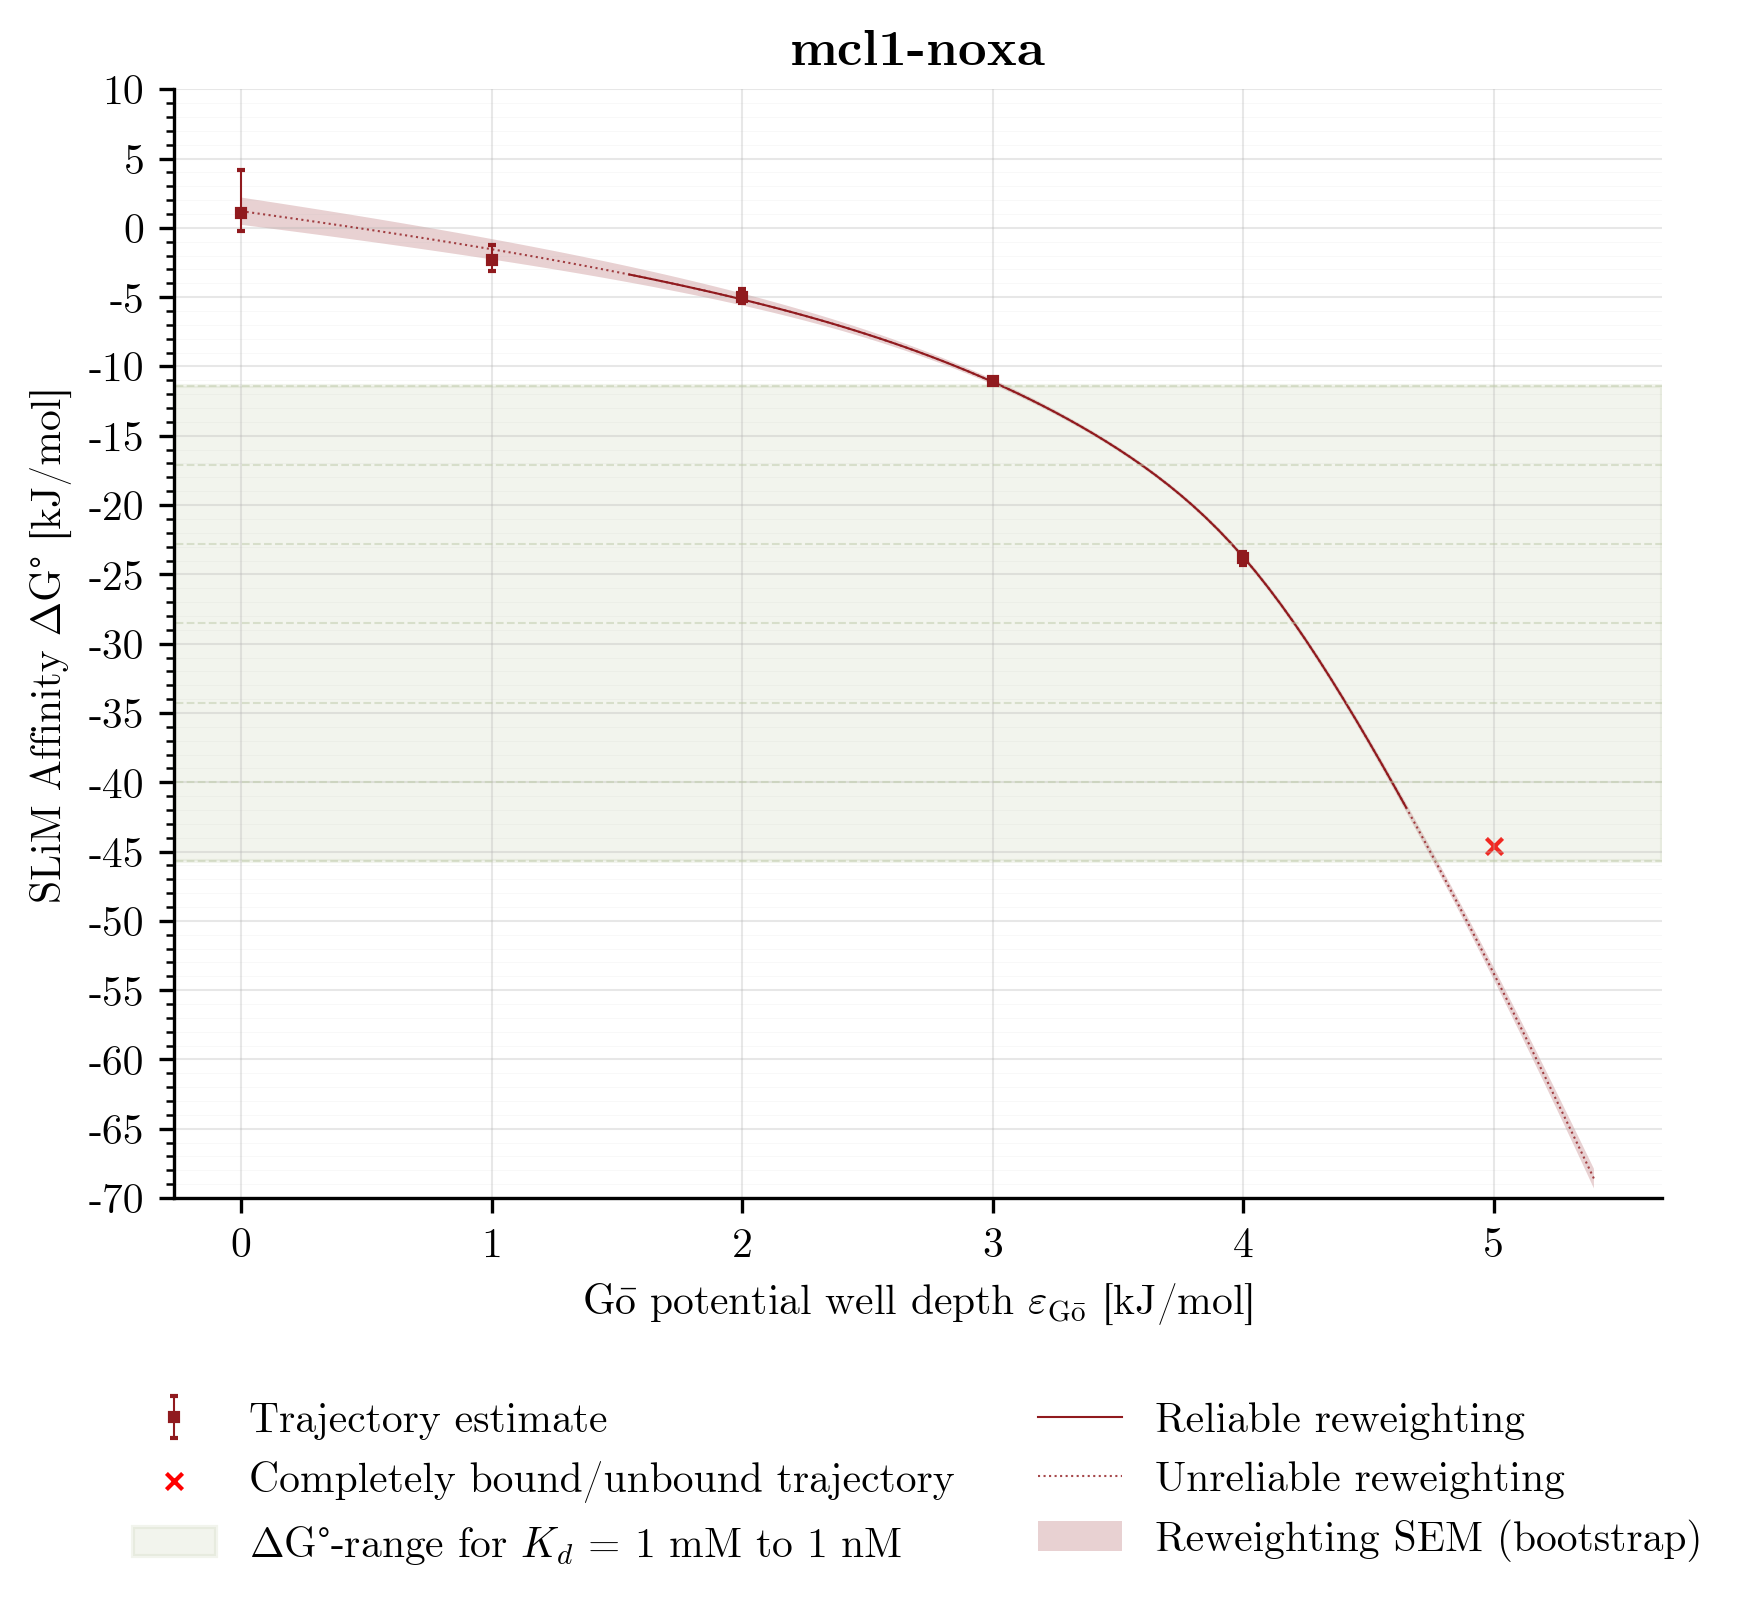 mcl1-noxa
10
5
0
-5
-10
-15
-20
-25
-30
-35
-40
-45
-50
-55
-60
-65
-70
SLiM Affinity ΔG° [kJ/mol]
0 1 2 3 4 5
Gō potential well depth ε_Gō [kJ/mol]
Trajectory estimate
Completely bound/unbound trajectory
ΔG°-range for K_d = 1 mM to 1 nM
Reliable reweighting
Unreliable reweighting
Reweighting SEM (bootstrap)